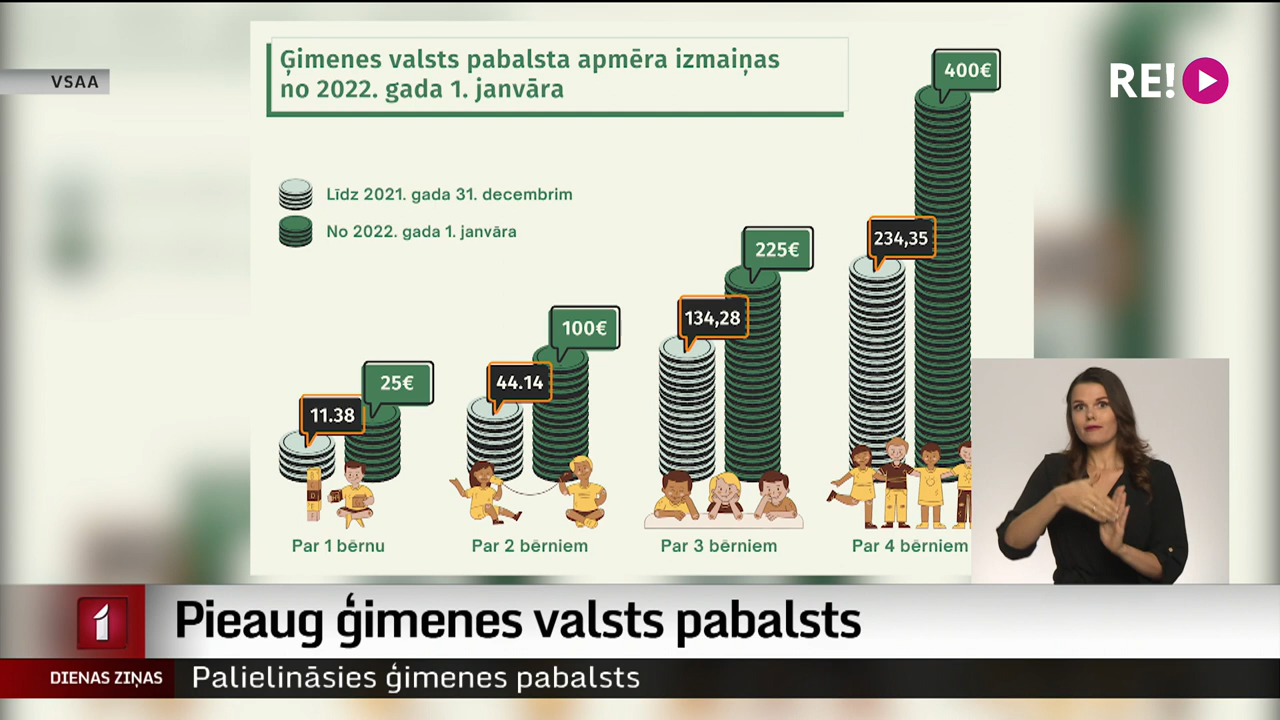 VSAA
Ģimenes valsts pabalsta apmēra izmaiņas
no 2022. gada 1. janvāra
RE!
Līdz 2021. gada 31. decembrim
No 2022. gada 1. janvāra
11.38
25€
44.14
100€
134,28
225€
234,35
400€
Par 1 bērnu
Par 2 bērniem
Par 3 bērniem
Par 4 bērniem
1
Pieaug ģimenes valsts pabalsts
DIENAS ZIŅAS
Palielināsies ģimenes pabalsts